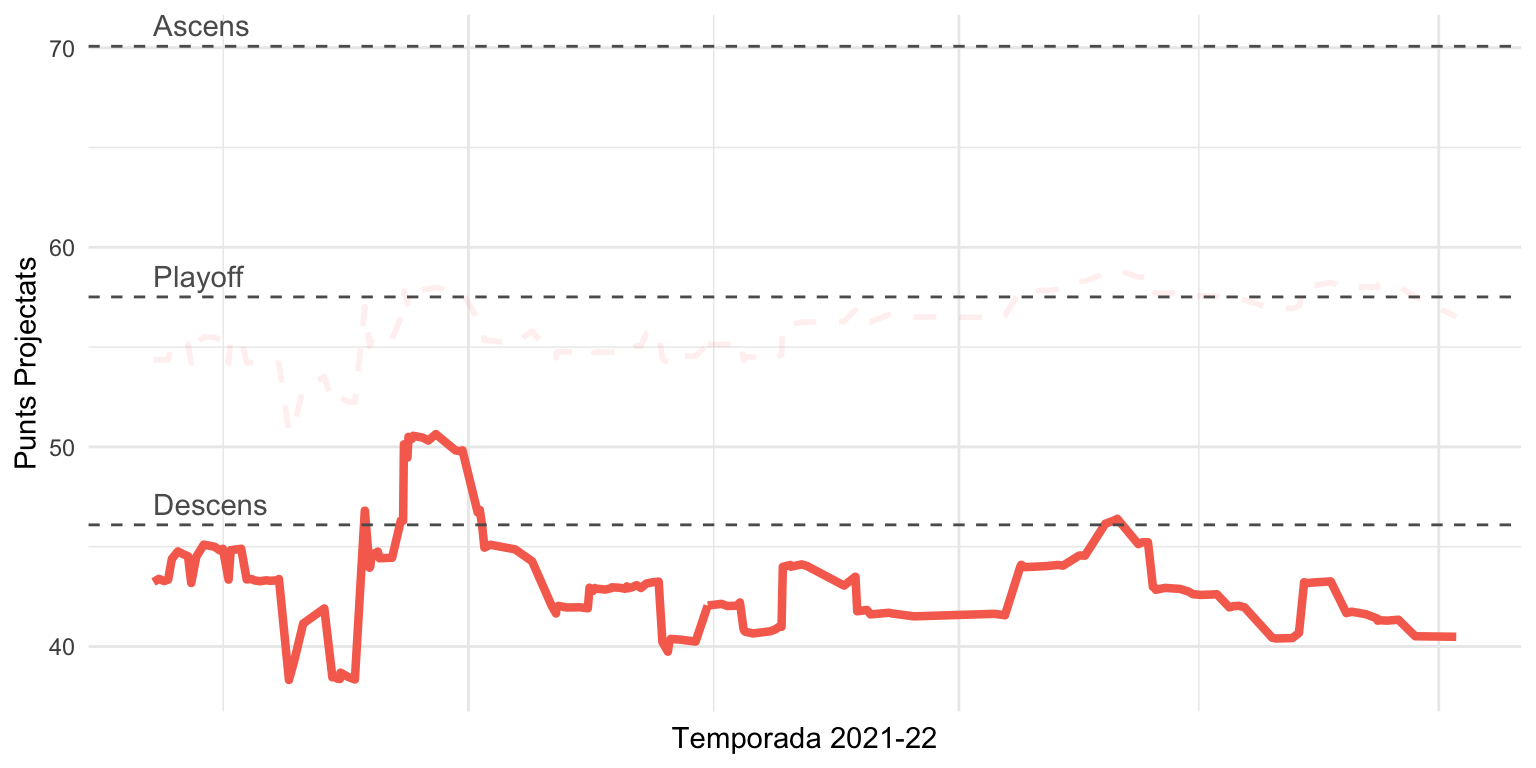 Ascens
70
60
Playoff
50
Descens
40
Punts Projectats
Temporada 2021-22